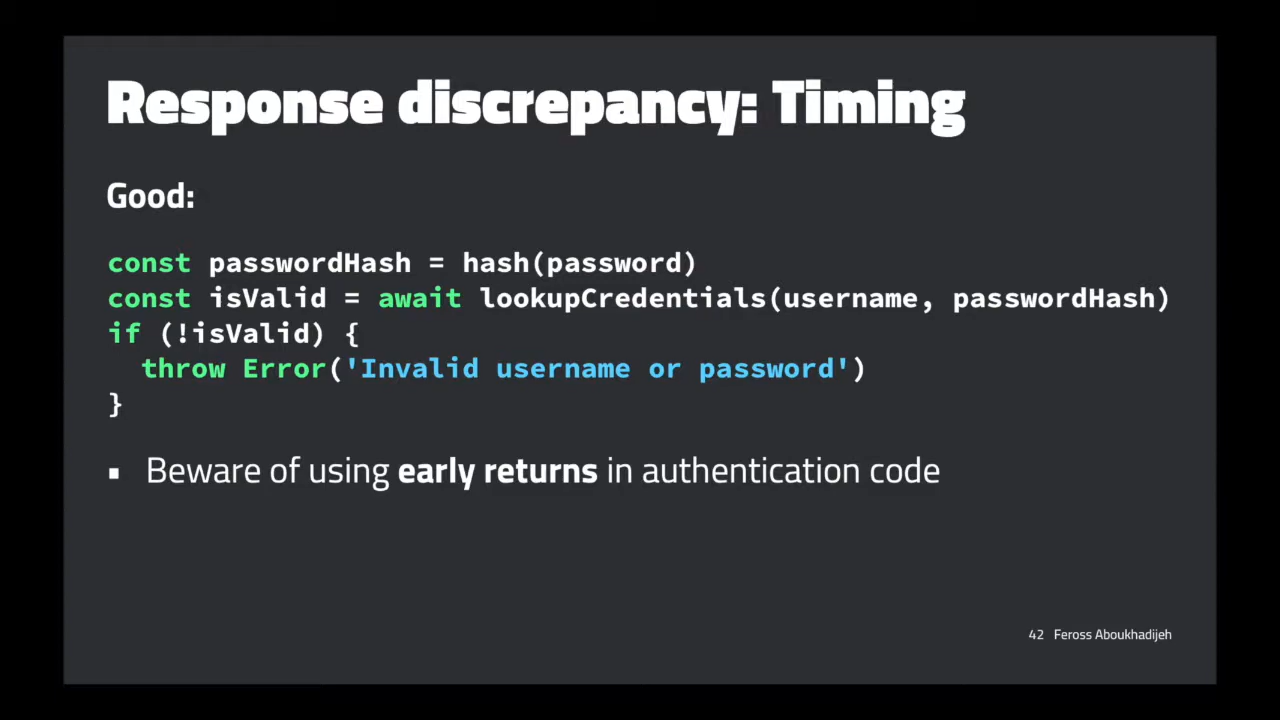 Response discrepancy: Timing
Good:
const passwordHash = hash(password)
const isValid = await lookupCredentials(username, passwordHash)
if (!isValid) {
  throw Error('Invalid username or password')
}
▪ Beware of using early returns in authentication code
42 Feross Aboukhadijeh